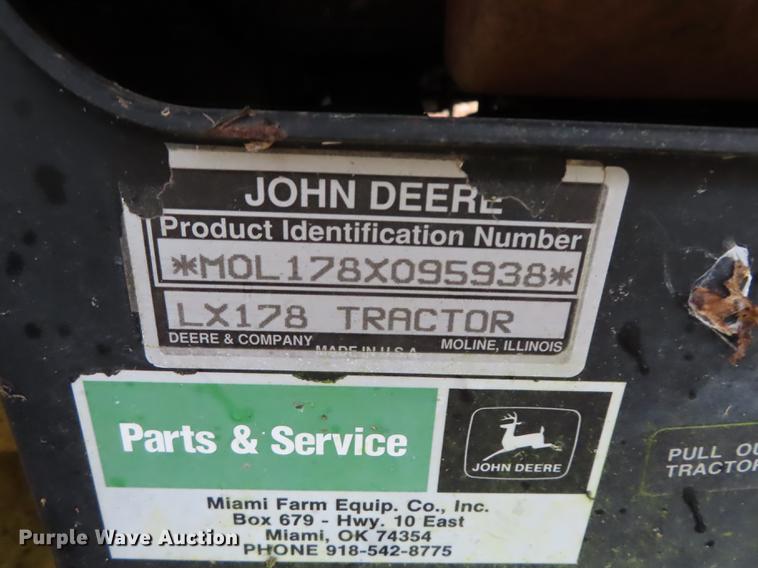 JOHN DEERE
Product Identification Number
*MOL178X095938*
LX178 TRACTOR
DEERE & COMPANY MADE IN U.S.A. MOLINE, ILLINOIS
Parts & Service
JOHN DEERE
PULL OU
TRACTOR
Miami Farm Equip. Co., Inc.
Box 679 - Hwy. 10 East
Miami, OK 74354
PHONE 918-542-8775
Purple Wave Auction